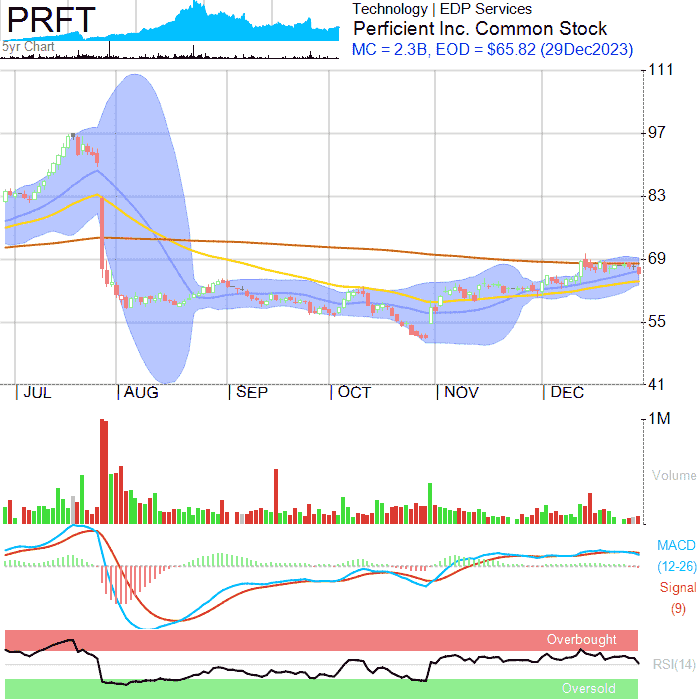 PRFT
5yr Chart
Technology | EDP Services
Perficient Inc. Common Stock
MC = 2.3B, EOD = $65.82 (29Dec2023)
111
97
83
69
55
41
JUL AUG SEP OCT NOV DEC
1M
Volume
MACD
(12-26)
Signal
(9)
Overbought
RSI(14)
Oversold